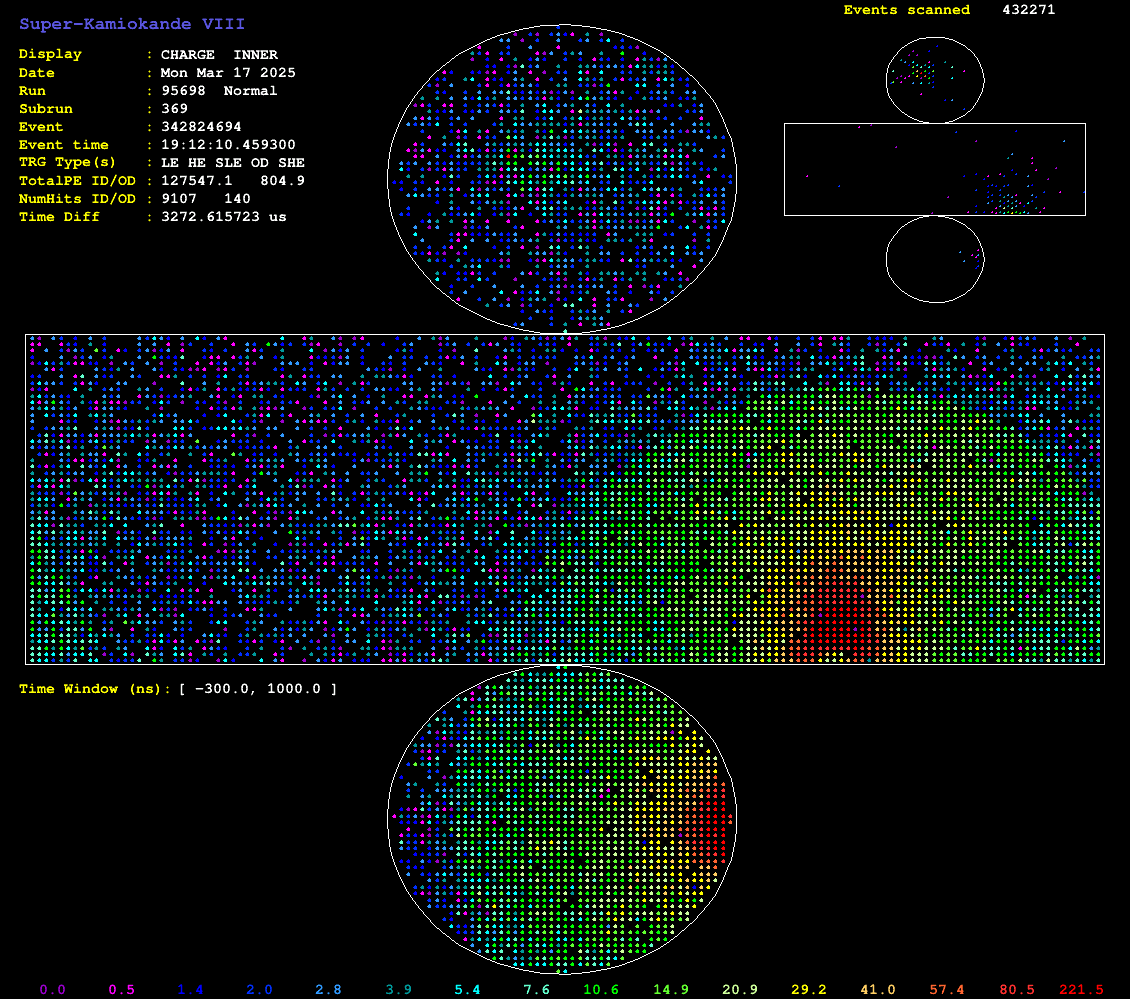 Super-Kamiokande VIII
Events scanned 432271
Display : CHARGE INNER
Date : Mon Mar 17 2025
Run : 95698 Normal
Subrun : 369
Event : 342824694
Event time : 19:12:10.459300
TRG Type(s) : LE HE SLE OD SHE
TotalPE ID/OD : 127547.1 804.9
NumHits ID/OD : 9107 140
Time Diff : 3272.615723 us
Time Window (ns): [ -300.0, 1000.0 ]
0.0 0.5 1.4 2.0 2.8 3.9 5.4 7.6 10.6 14.9 20.9 29.2 41.0 57.4 80.5 221.5